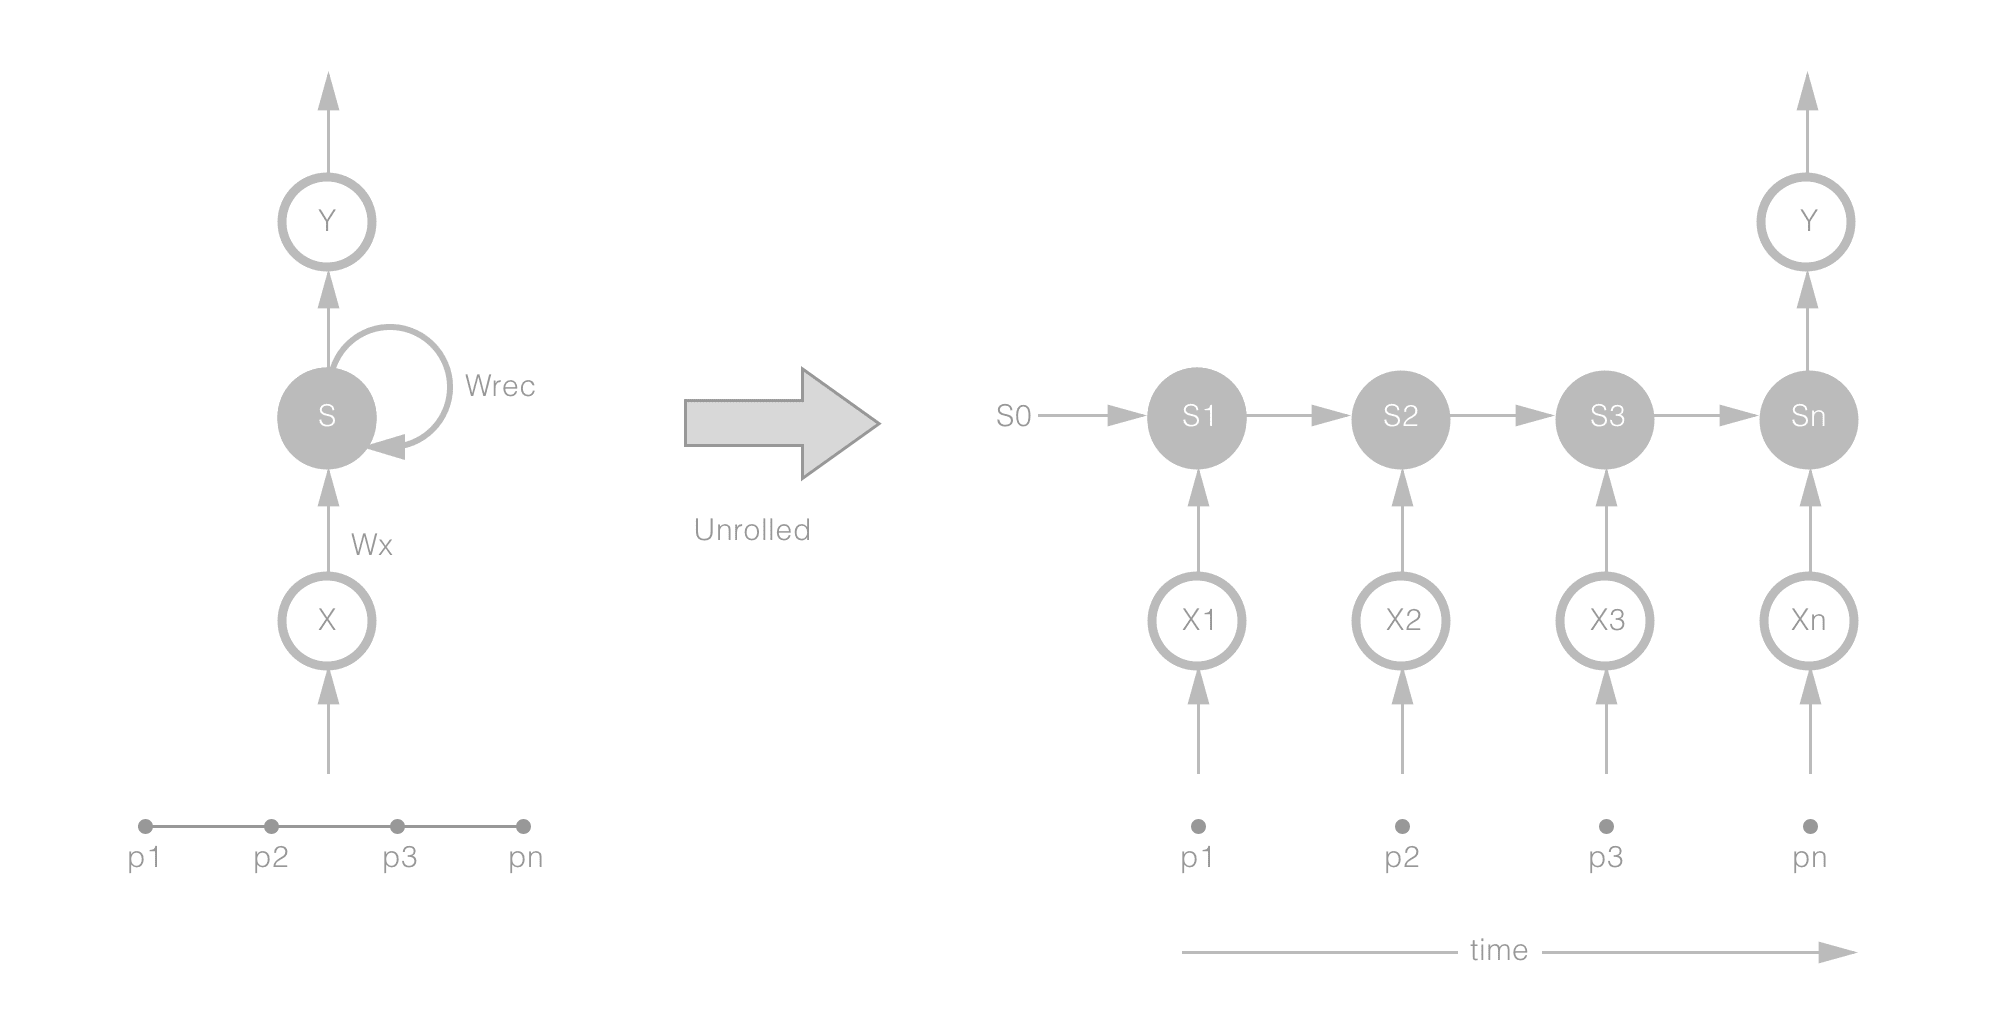 Y
S
Wrec
Wx
X
p1 p2 p3 pn
Unrolled
Y
S0 S1 S2 S3 Sn
X1 X2 X3 Xn
p1 p2 p3 pn
time